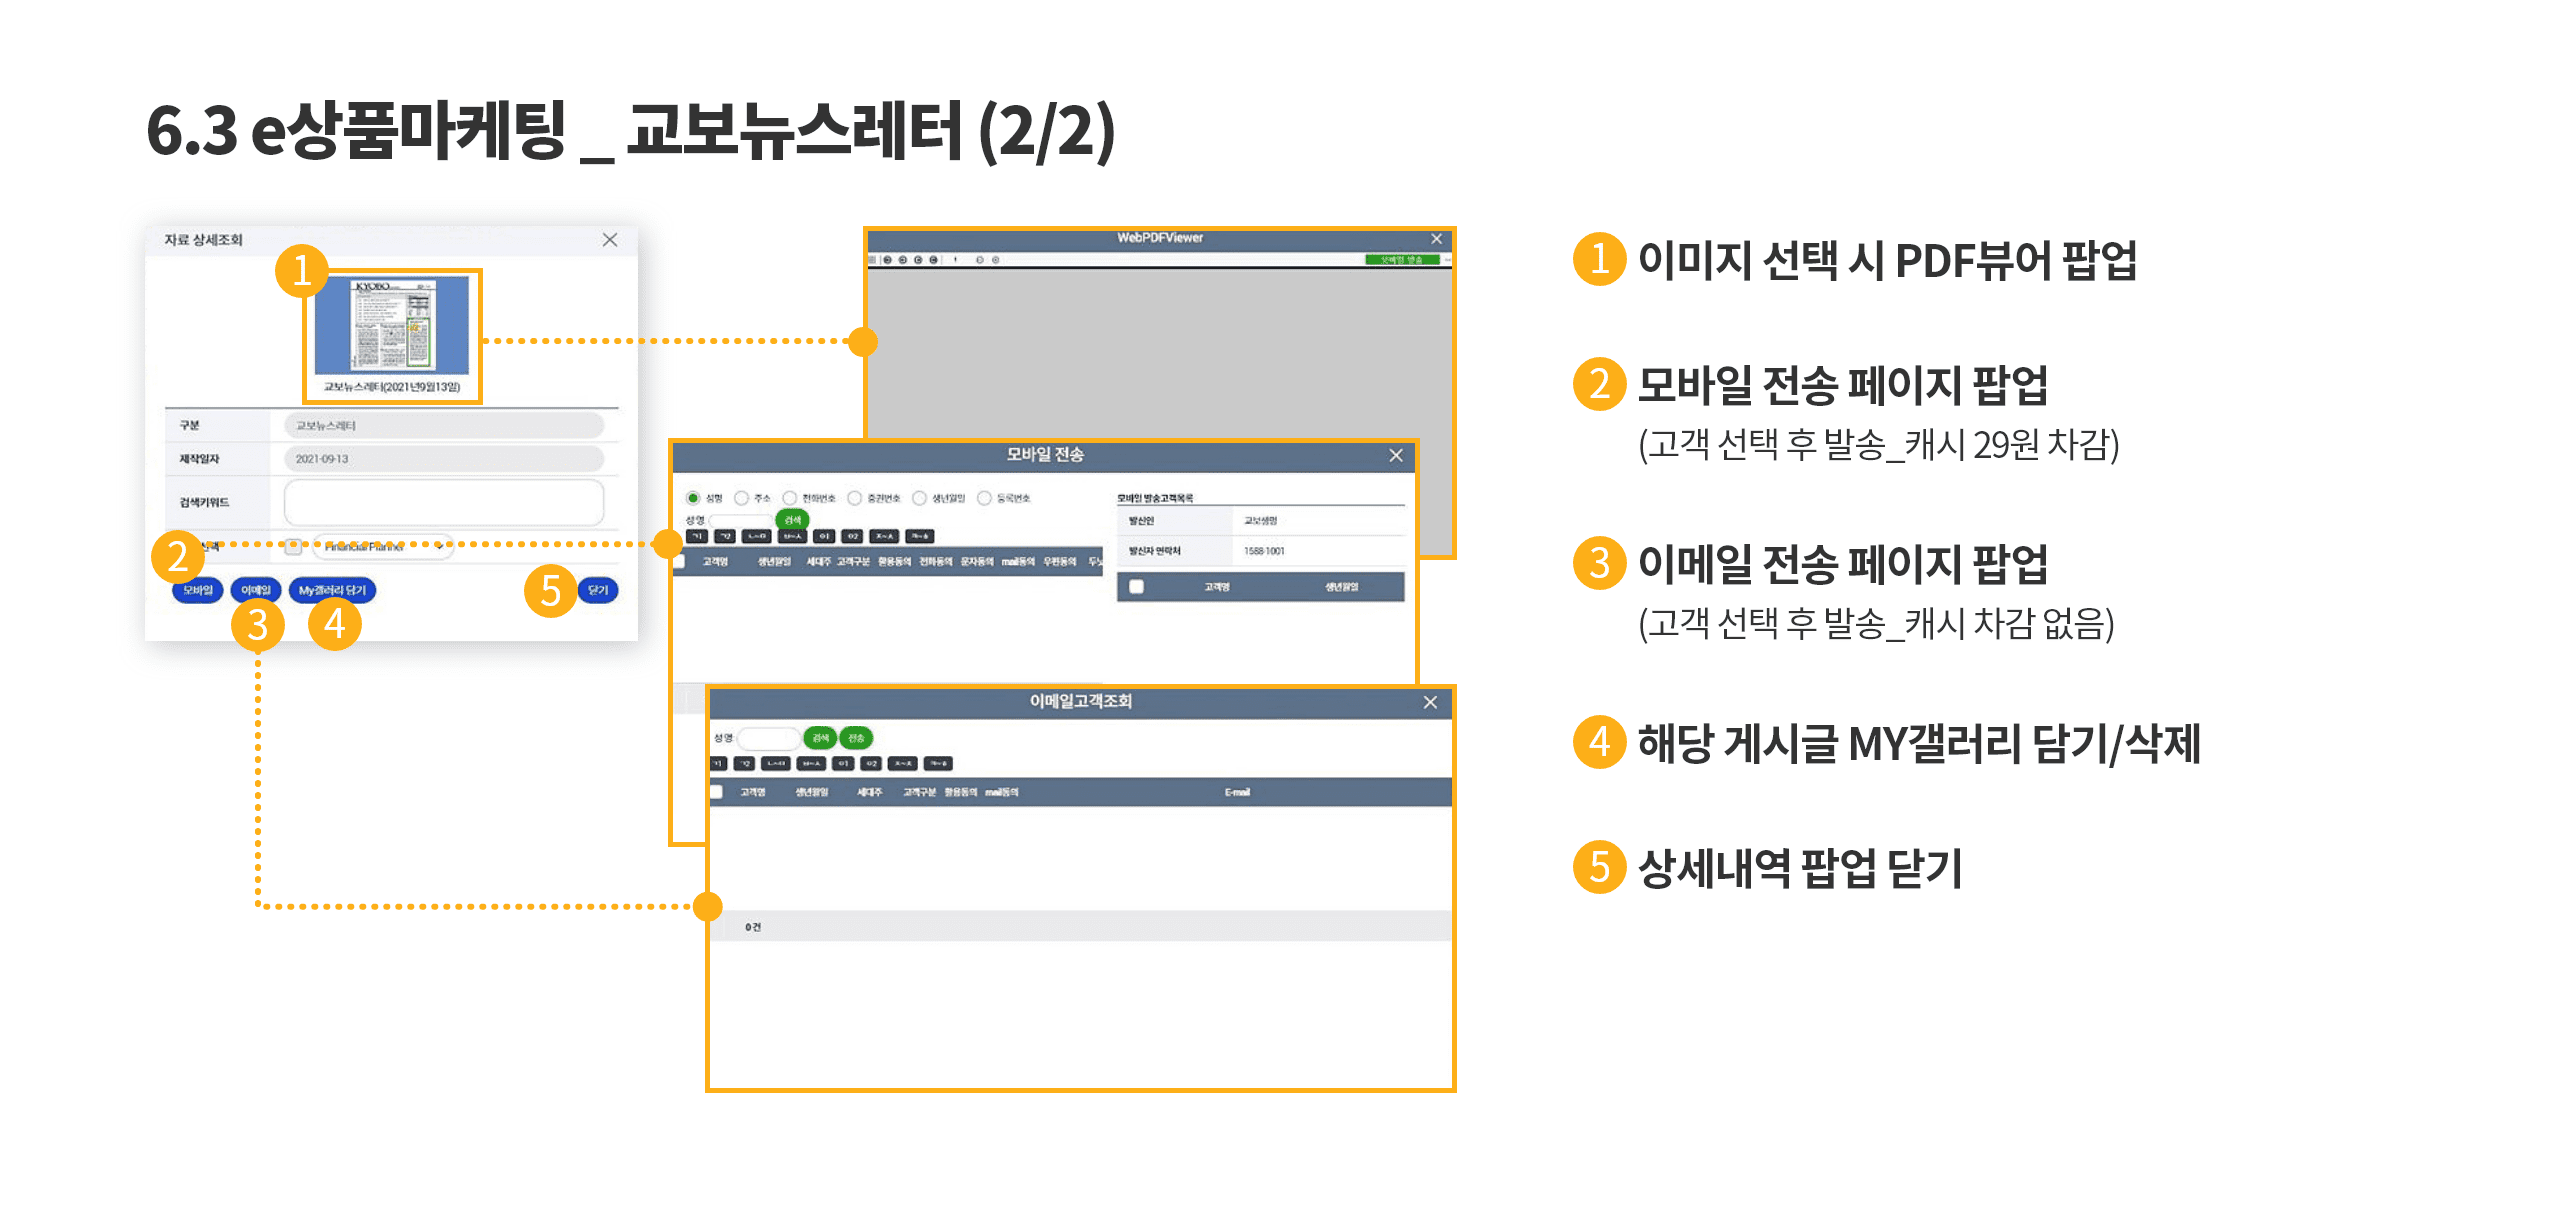 6.3 e상품마케팅 _ 교보뉴스레터 (2/2)
자료 상세조회
1
KYOBO
교보뉴스레터(2021년9월13일)
구분
교보뉴스레터
제작일자
2021-09-13
검색키워드
2
Financial Planner
모바일
이메일
My갤러리 담기
5
닫기
3
4
WebPDFViewer
모바일 발송
모바일 전송
성명
주소
전화번호
증권번호
생년월일
등록번호
성명
검색
고객명
생년월일
세대주
고객구분
활용동의
전화동의
문자동의
mail동의
우편동의
모바일 발송고객목록
발신인
교보생명
발신자 연락처
1588-1001
고객명
생년월일
이메일고객조회
성명
검색
전송
고객명
생년월일
세대주
고객구분
활용동의
mail동의
E-mail
0 건
1 이미지 선택 시 PDF뷰어 팝업
2 모바일 전송 페이지 팝업
(고객 선택 후 발송_캐시 29원 차감)
3 이메일 전송 페이지 팝업
(고객 선택 후 발송_캐시 차감 없음)
4 해당 게시글 MY갤러리 담기/삭제
5 상세내역 팝업 닫기